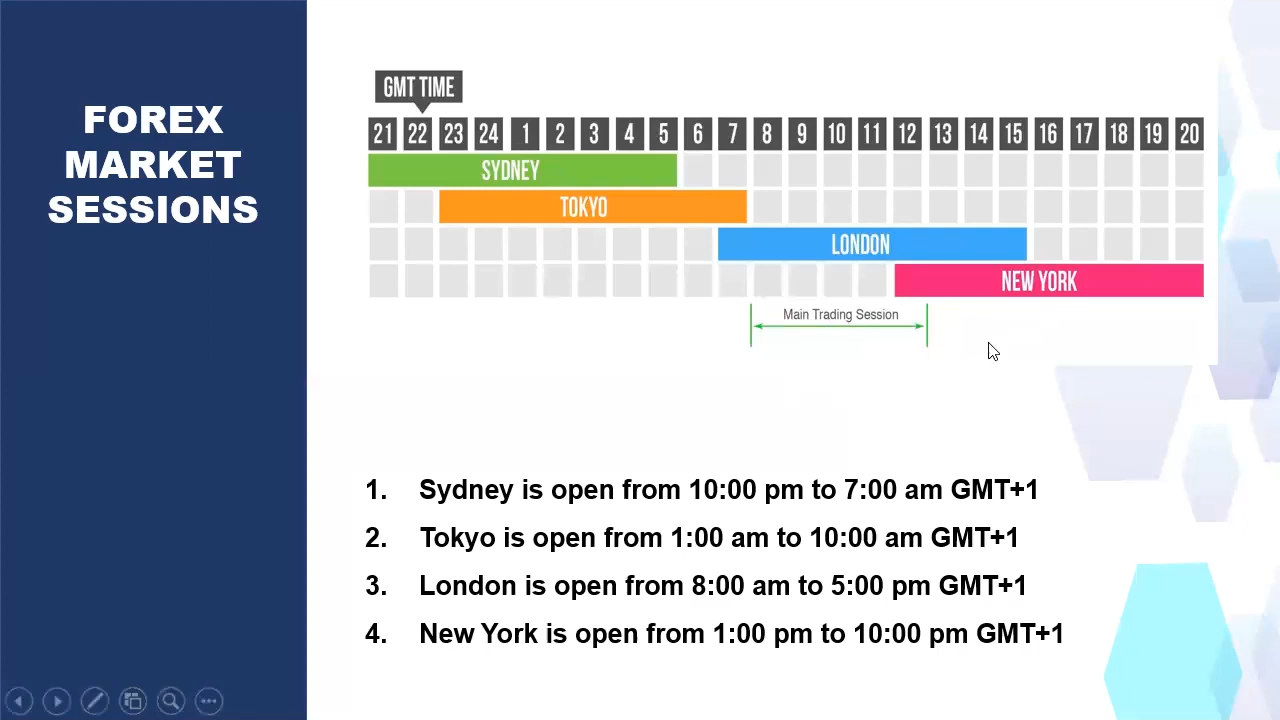 FOREX
MARKET
SESSIONS
GMT TIME
21 22 23 24 1 2 3 4 5 6 7 8 9 10 11 12 13 14 15 16 17 18 19 20
SYDNEY
TOKYO
LONDON
NEW YORK
Main Trading Session
1. Sydney is open from 10:00 pm to 7:00 am GMT+1
2. Tokyo is open from 1:00 am to 10:00 am GMT+1
3. London is open from 8:00 am to 5:00 pm GMT+1
4. New York is open from 1:00 pm to 10:00 pm GMT+1